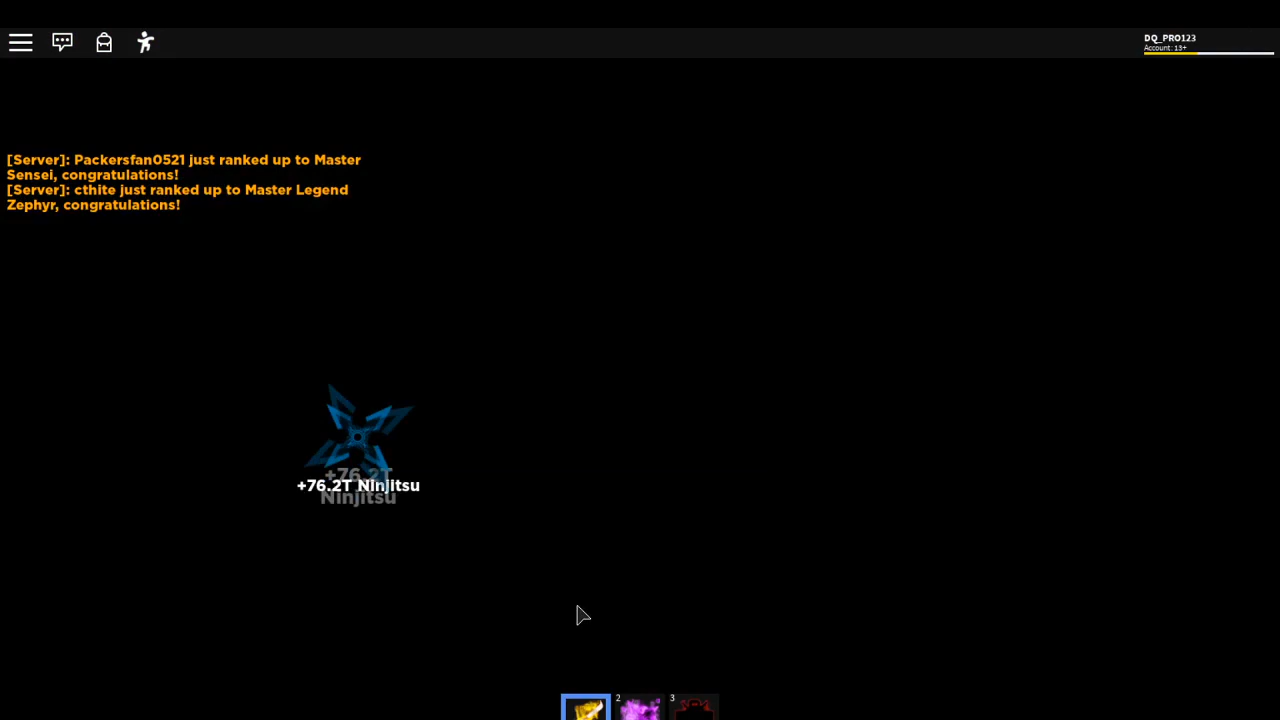 DQ_PRO123
Account: 13+
[Server]: Packersfan0521 just ranked up to Master
Sensei, congratulations!
[Server]: cthite just ranked up to Master Legend
Zephyr, congratulations!
+76.2T
+76.2T Ninjitsu
Ninjitsu
2
3